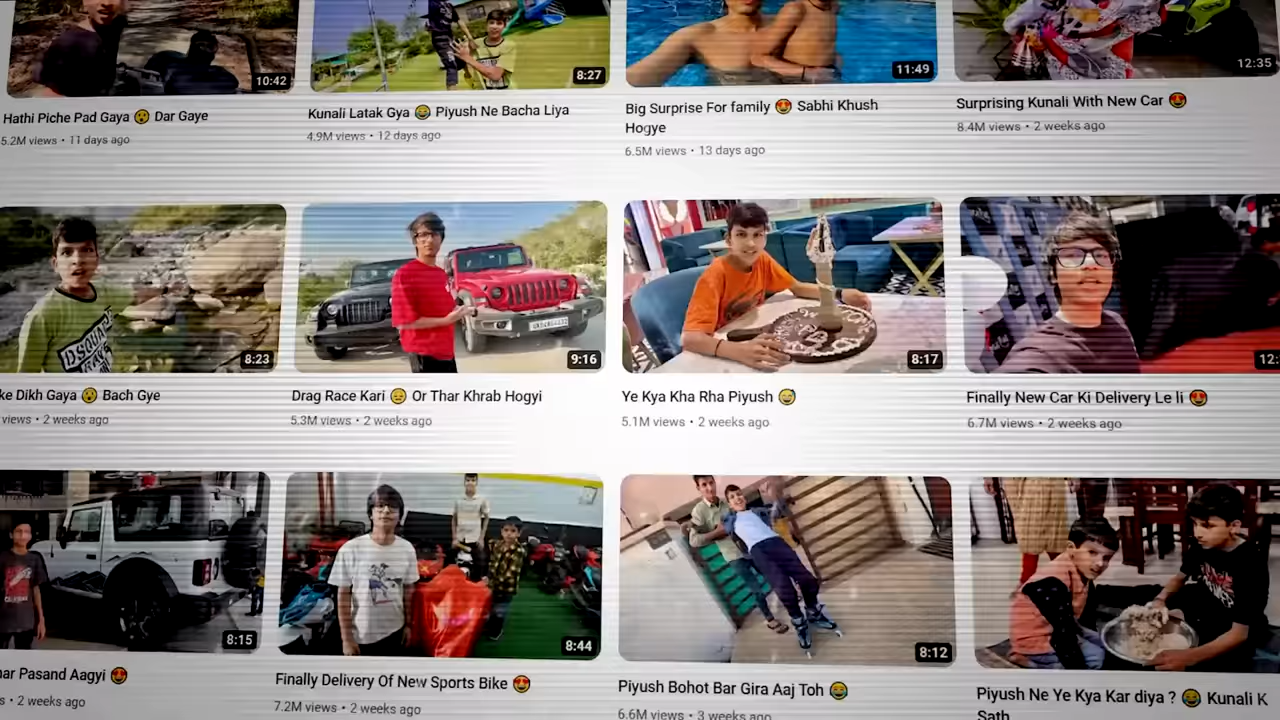 10:42
8:27
11:49
12:35
Hathi Piche Pad Gaya 😨 Dar Gaye
5.2M views • 11 days ago
Kunali Latak Gya 😂 Piyush Ne Bacha Liya
4.9M views • 12 days ago
Big Surprise For family 😍 Sabhi Khush
Hogye
6.5M views • 13 days ago
Surprising Kunali With New Car 😍
8.4M views • 2 weeks ago
DSQUA
8:23
9:16
8:17
12:
ke Dikh Gaya 😨 Bach Gye
views • 2 weeks ago
Drag Race Kari 😑 Or Thar Khrab Hogyi
5.3M views • 2 weeks ago
Ye Kya Kha Rha Piyush 😅
5.1M views • 2 weeks ago
Finally New Car Ki Delivery Le li 😍
6.7M views • 2 weeks ago
8:15
8:44
8:12
ar Pasand Aagyi 😍
s • 2 weeks ago
Finally Delivery Of New Sports Bike 😍
7.2M views • 2 weeks ago
Piyush Bohot Bar Gira Aaj Toh 😂
6.6M views • 3 weeks ago
Piyush Ne Ye Kya Kar diya ? 😂 Kunali K
Sath